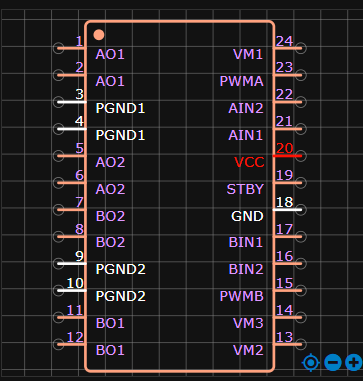 1 AO1 VM1 24
2 AO1 PWMA 23
3 PGND1 AIN2 22
4 PGND1 AIN1 21
5 AO2 VCC 20
6 AO2 STBY 19
7 BO2 GND 18
8 BO2 BIN1 17
9 PGND2 BIN2 16
10 PGND2 PWMB 15
11 BO1 VM3 14
12 BO1 VM2 13